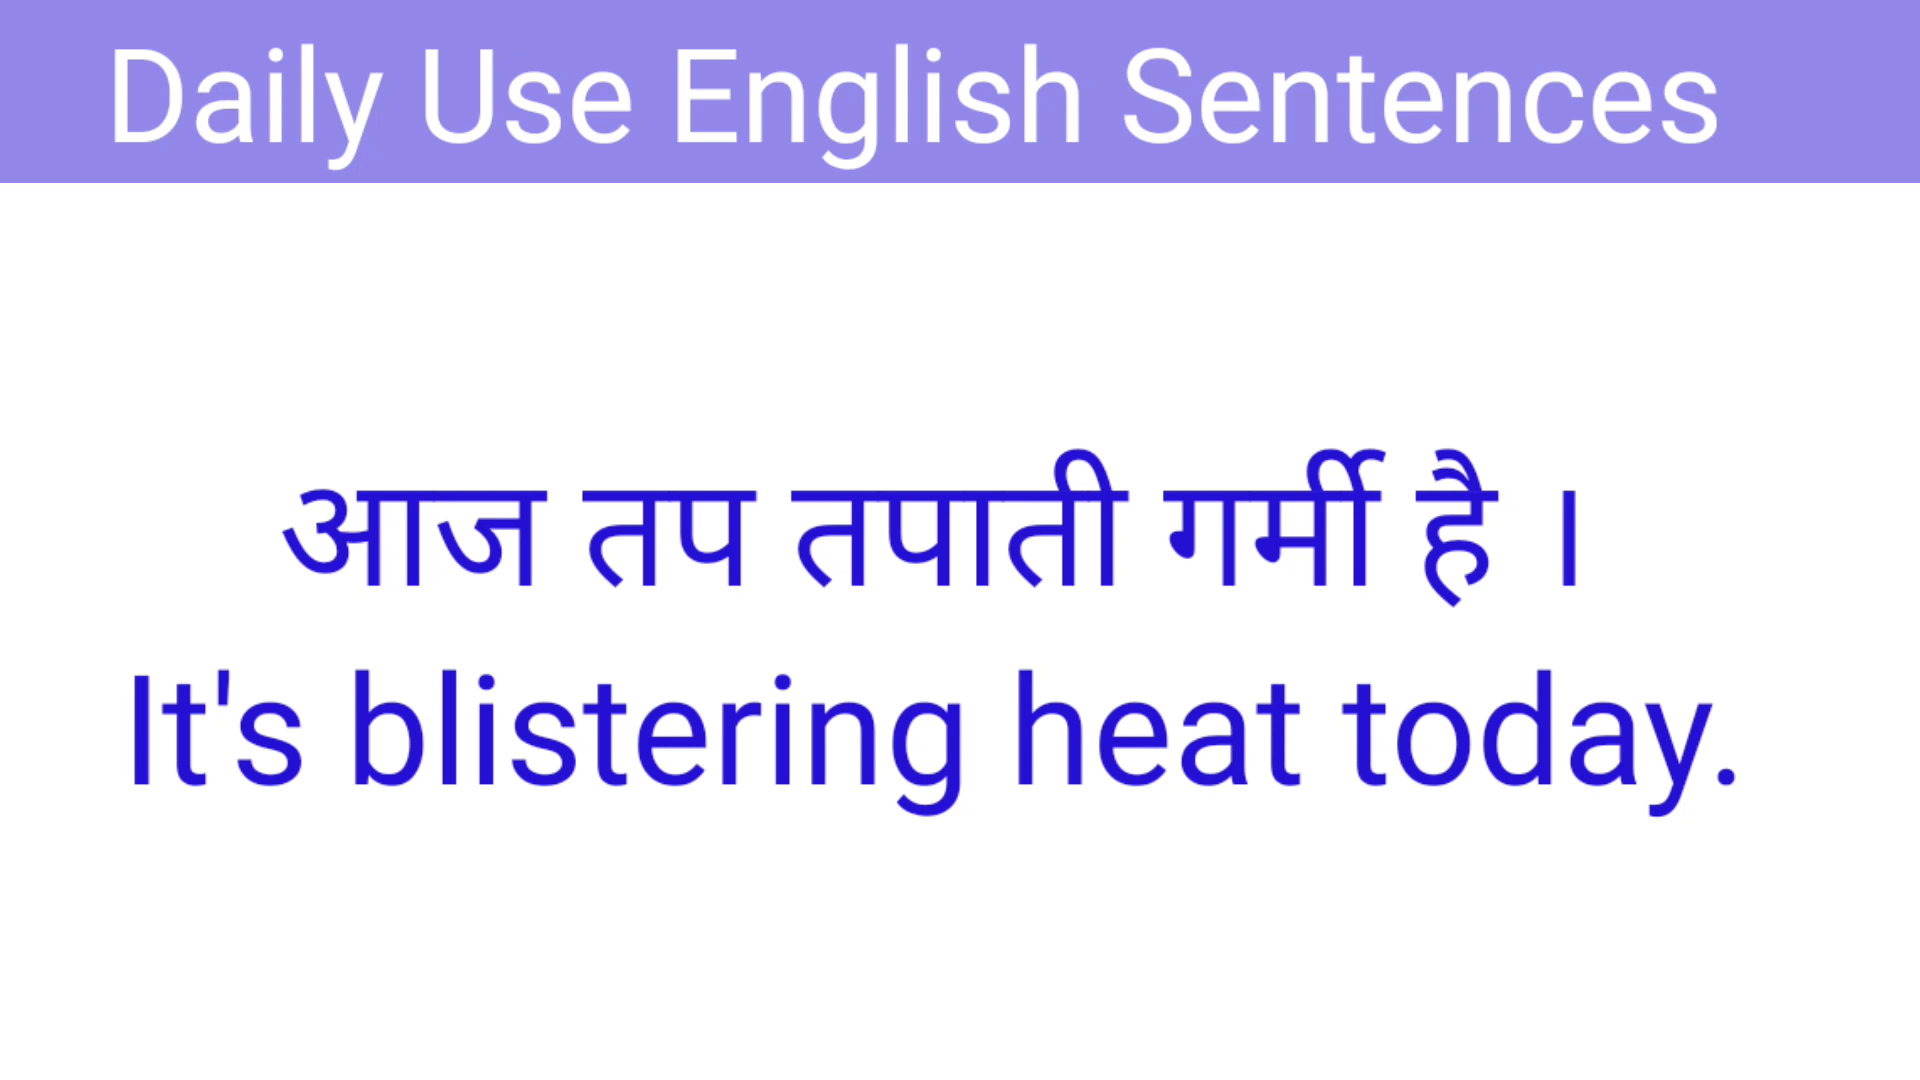 Daily Use English Sentences
आज तप तपाती गर्मी है ।
It's blistering heat today.